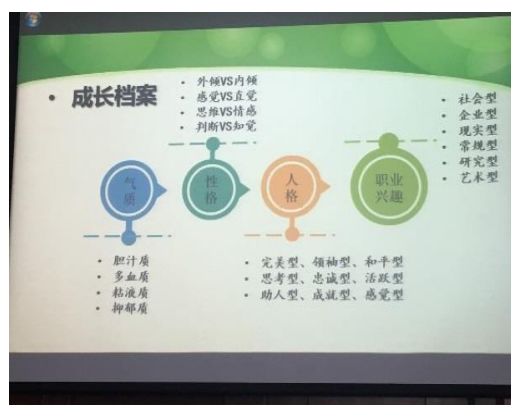 成长档案
外倾VS内倾
感觉VS直觉
思维VS情感
判断VS知觉
社会型
企业型
现实型
常规型
研究型
艺术型
气质
性格
人格
职业
兴趣
胆汁质
多血质
粘液质
抑郁质
完美型、领袖型、和平型
思考型、忠诚型、活跃型
助人型、成就型、感觉型